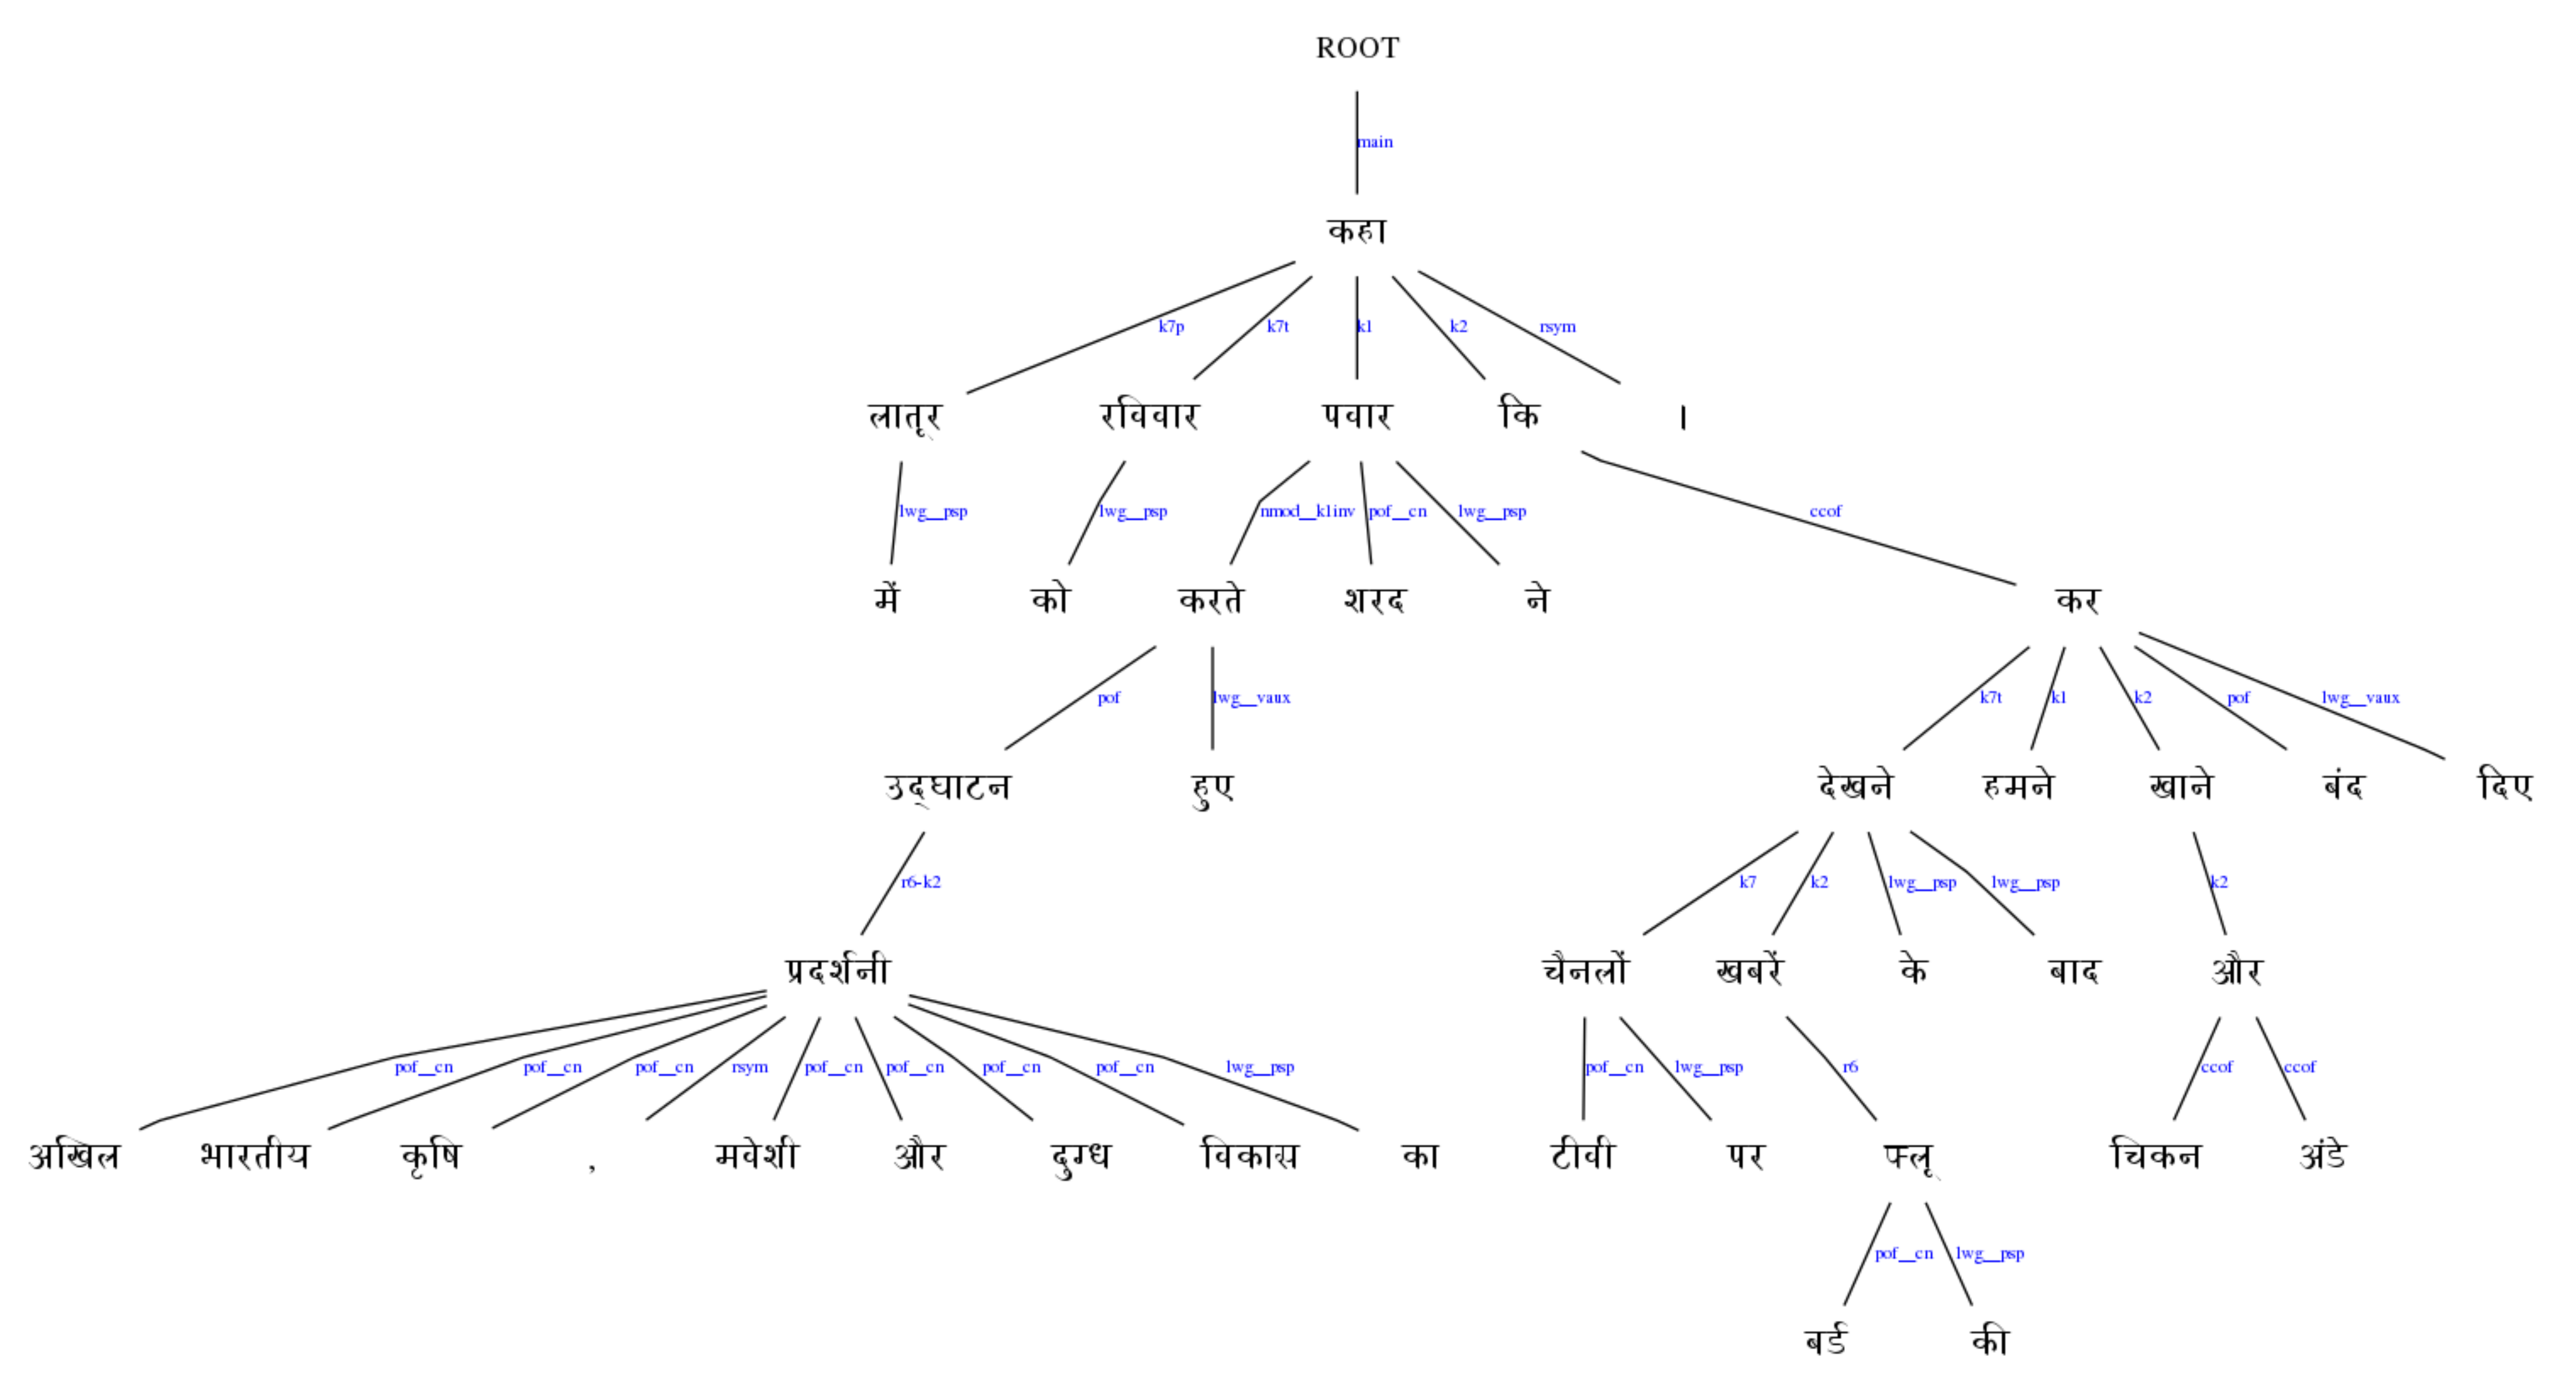 ROOT
main
कहा
k7p k7t k1 k2 rsym
लातूर रविवार पवार कि ।
lwg__psp lwg__psp nmod__k1inv pof__cn lwg__psp ccof
में को करते शरद ने कर
pof lwg__vaux k7t k1 k2 pof lwg__vaux
उद्घाटन हुए देखने हमने खाने बंद दिए
r6-k2 k7 k2 lwg__psp lwg__psp k2
प्रदर्शनी चैनलों खबरें के बाद और
pof__cn pof__cn pof__cn rsym pof__cn pof__cn pof__cn pof__cn lwg__psp pof__cn lwg__psp r6 ccof ccof
अखिल भारतीय कृषि , मवेशी और दुग्ध विकास का टीवी पर फ्लू चिकन अंडे
pof__cn lwg__psp
बर्ड की